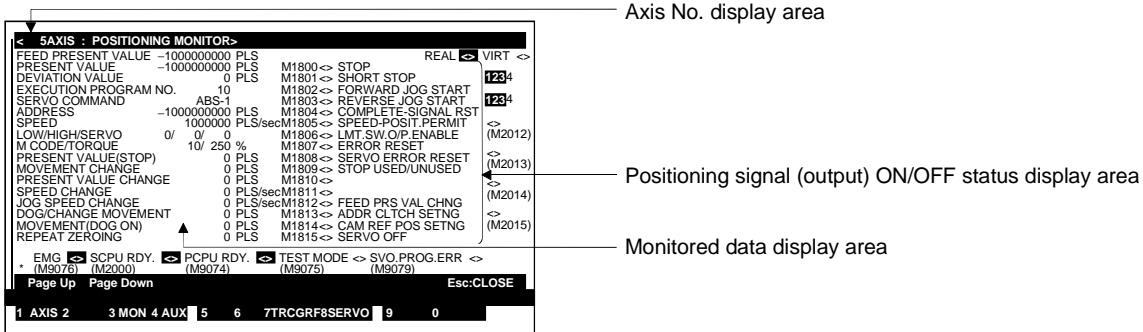 Axis No. display area
< 5AXIS : POSITIONING MONITOR>
FEED PRESENT VALUE −1000000000 PLS REAL <> VIRT <>
PRESENT VALUE −1000000000 PLS M1800<> STOP
DEVIATION VALUE 0 PLS M1801<> SHORT STOP 1234
EXECUTION PROGRAM NO. 10 M1802<> FORWARD JOG START
SERVO COMMAND ABS-1 M1803<> REVERSE JOG START 1234
ADDRESS −1000000000 PLS M1804<> COMPLETE-SIGNAL RST
SPEED 1000000 PLS/secM1805<> SPEED-POSIT.PERMIT <>
LOW/HIGH/SERVO 0/ 0/ 0 M1806<> LMT.SW.O/P.ENABLE (M2012)
M CODE/TORQUE 10/ 250 % M1807<> ERROR RESET
PRESENT VALUE(STOP) 0 PLS M1808<> SERVO ERROR RESET <>
MOVEMENT CHANGE 0 PLS M1809<> STOP USED/UNUSED (M2013)
PRESENT VALUE CHANGE 0 PLS M1810<> <>
SPEED CHANGE 0 PLS/secM1811<> (M2014)
JOG SPEED CHANGE 0 PLS/secM1812<> FEED PRS VAL CHNG
DOG/CHANGE MOVEMENT 0 PLS M1813<> ADDR CLTCH SETNG <>
MOVEMENT(DOG ON) 0 PLS M1814<> CAM REF POS SETNG (M2015)
REPEAT ZEROING 0 PLS M1815<> SERVO OFF
Positioning signal (output) ON/OFF status display area
Monitored data display area
EMG <> SCPU RDY. <> PCPU RDY. <> TEST MODE <> SVO.PROG.ERR <>
* (M9076) (M2000) (M9074) (M9075) (M9079)
Page Up Page Down Esc:CLOSE
1 AXIS 2 3 MON 4 AUX 5 6 7TRCGRF8SERVO 9 0